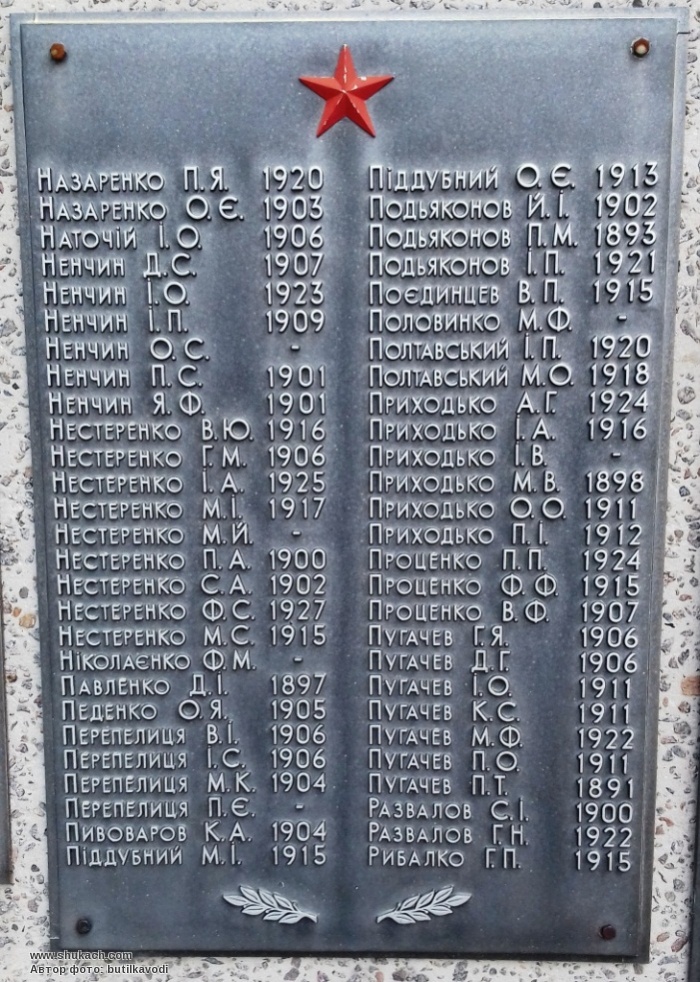 Назаренко П.Я. 1920
Назаренко О.Є. 1903
Наточій І.О. 1906
Ненчин Д.С. 1907
Ненчин І.О. 1923
Ненчин І.П. 1909
Ненчин О.С. -
Ненчин П.С. 1901
Ненчин Я.Ф. 1901
Нестеренко В.Ю. 1916
Нестеренко Г.М. 1906
Нестеренко І.А. 1925
Нестеренко М.І. 1917
Нестеренко М.Й. -
Нестеренко П.А. 1900
Нестеренко С.А. 1902
Нестеренко Ф.С. 1927
Нестеренко М.С. 1915
Ніколаєнко Ф.М. -
Павленко Д.І. 1897
Педенко О.Я. 1905
Перепелиця В.І. 1906
Перепелиця І.С. 1906
Перепелиця М.К. 1904
Перепелиця П.Є. -
Пивоваров К.А. 1904
Піддубний М.І. 1915
Піддубний О.Є. 1913
Подьяконов Й.І. 1902
Подьяконов П.М. 1893
Подьяконов І.П. 1921
Поєдинцев В.П. 1915
Половинко М.Ф. -
Полтавський І.П. 1920
Полтавський М.О. 1918
Приходько А.Г. 1924
Приходько І.А. 1916
Приходько І.В. -
Приходько М.В. 1898
Приходько О.О. 1911
Приходько П.І. 1912
Проценко П.П. 1924
Проценко Ф.Ф. 1915
Проценко В.Ф. 1907
Пугачев Г.Я. 1906
Пугачев Д.Г. 1906
Пугачев І.О. 1911
Пугачев К.С. 1911
Пугачев М.Ф. 1922
Пугачев П.О. 1911
Пугачев П.Т. 1891
Развалов С.І. 1900
Развалов Г.Н. 1922
Рибалко Г.П. 1915
www.shukach.com
Автор фото: butilkavodi